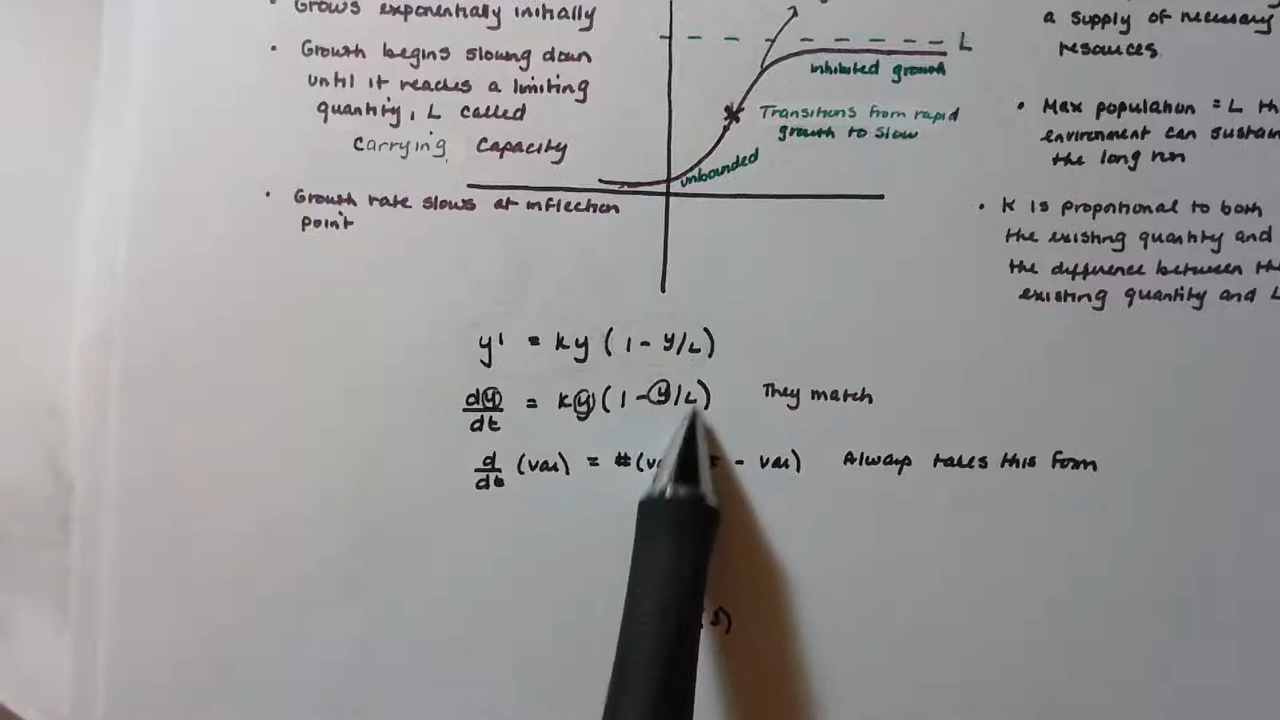 Grows exponentially initially
• Growth begins slowing down
until it reaches a limiting
quantity, L called
carrying capacity
• Growth rate slows at inflection
point
L
inhibited growth
Transitions from rapid
growth to slow
unbounded
a supply of necessary
resources.
• Max population = L th
environment can sustain
the long run
• K is proportional to both
the existing quantity and
the difference between the
existing quantity and L
y' = ky (1 - y/L)
dy/dt = ky (1 - y/L) They match
d/dt (var) = # - var) Always takes this form